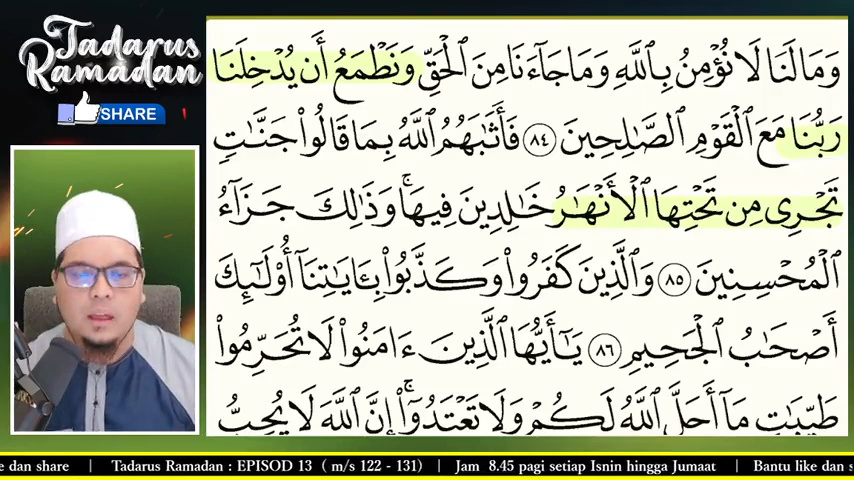 Tadarus
Ramadan
SHARE
وَمَا لَنَا لَا نُؤْمِنُ بِٱللَّهِ وَمَا جَآءَنَا مِنَ ٱلْحَقِّ وَنَطْمَعُ أَن يُدْخِلَنَا
رَبُّنَا مَعَ ٱلْقَوْمِ ٱلصَّـٰلِحِينَ ٨٤ فَأَثَـٰبَهُمُ ٱللَّهُ بِمَا قَالُوا۟ جَنَّـٰتٍ
تَجْرِى مِن تَحْتِهَا ٱلْأَنْهَـٰرُ خَـٰلِدِينَ فِيهَا ۚ وَذَٰلِكَ جَزَآءُ
ٱلْمُحْسِنِينَ ٨٥ وَٱلَّذِينَ كَفَرُوا۟ وَكَذَّبُوا۟ بِـَٔايَـٰتِنَآ أُو۟لَـٰٓئِكَ
أَصْحَـٰبُ ٱلْجَحِيمِ ٨٦ يَـٰٓأَيُّهَا ٱلَّذِينَ ءَامَنُوا۟ لَا تُحَرِّمُوا۟
طَيِّبَـٰتِ مَآ أَحَلَّ ٱللَّهُ لَكُمْ وَلَا تَعْتَدُوٓا۟ ۚ إِنَّ ٱللَّهَ لَا يُحِبُّ
e dan share | Tadarus Ramadan : EPISOD 13 ( m/s 122 - 131) | Jam 8.45 pagi setiap Isnin hingga Jumaat | Bantu like dan s